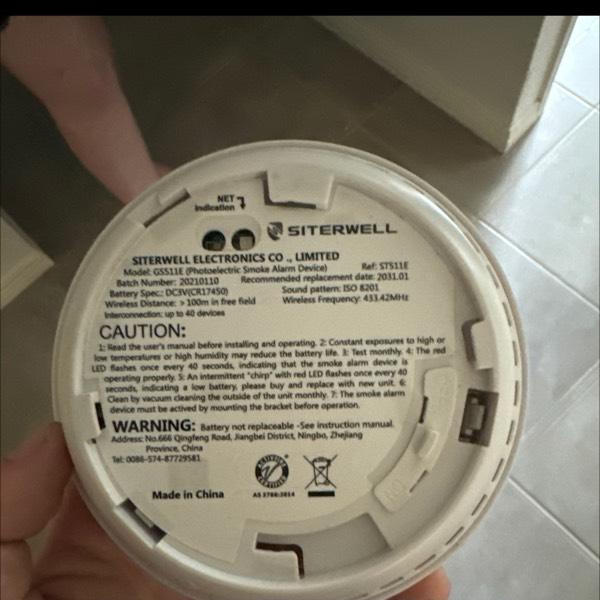 NET
indication
SITERWELL
SITERWELL ELECTRONICS CO ., LIMITED
Model: GS511E (Photoelectric Smoke Alarm Device) Ref: ST511E
Batch Number: 20210110 Recommended replacement date: 2031.01
Battery Spec.: DC3V(CR17450) Sound pattern: ISO 8201
Wireless Distance: >100m in free field Wireless Frequency: 433.42MHz
Interconnection: up to 40 devices
CAUTION:
1: Read the user's manual before installing and operating. 2: Constant exposures to high or
low temperatures or high humidity may reduce the battery life. 3: Test monthly. 4: The red
LED flashes once every 40 seconds, indicating that the smoke alarm device is
operating properly. 5: An intermittent "chirp" with red LED flashes once every 40
seconds, indicating a low battery, please buy and replace with new unit. 6:
Clean by vacuum cleaning the outside of the unit monthly. 7: The smoke alarm
device must be actived by mounting the bracket before operation.
WARNING: Battery not replaceable -See instruction manual.
Address: No.666 Qingfeng Road, Jiangbei District, Ningbo, Zhejiang
Province, China
Tel: 0086-574-87729581
Made in China
AS 3786:2014
ON